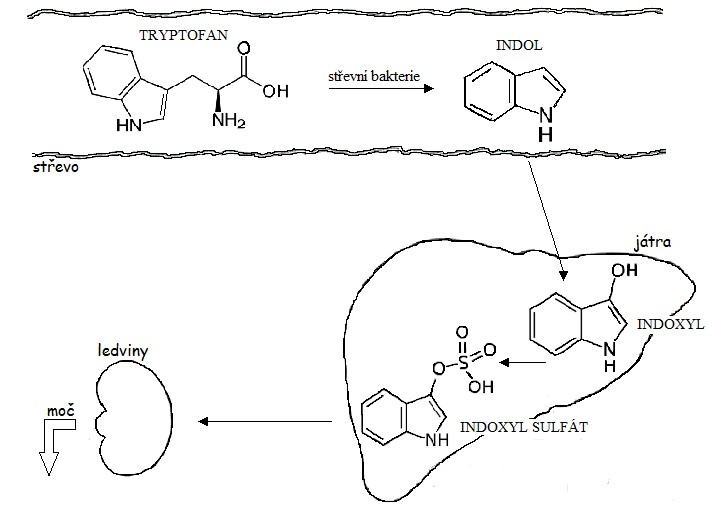 TRYPTOFAN
O
OH
NH2
HN
střevní bakterie
INDOL
N
H
střevo
játra
OH
INDOXYL
N
H
O
S
O
O
OH
NH
INDOXYL SULFÁT
ledviny
moč